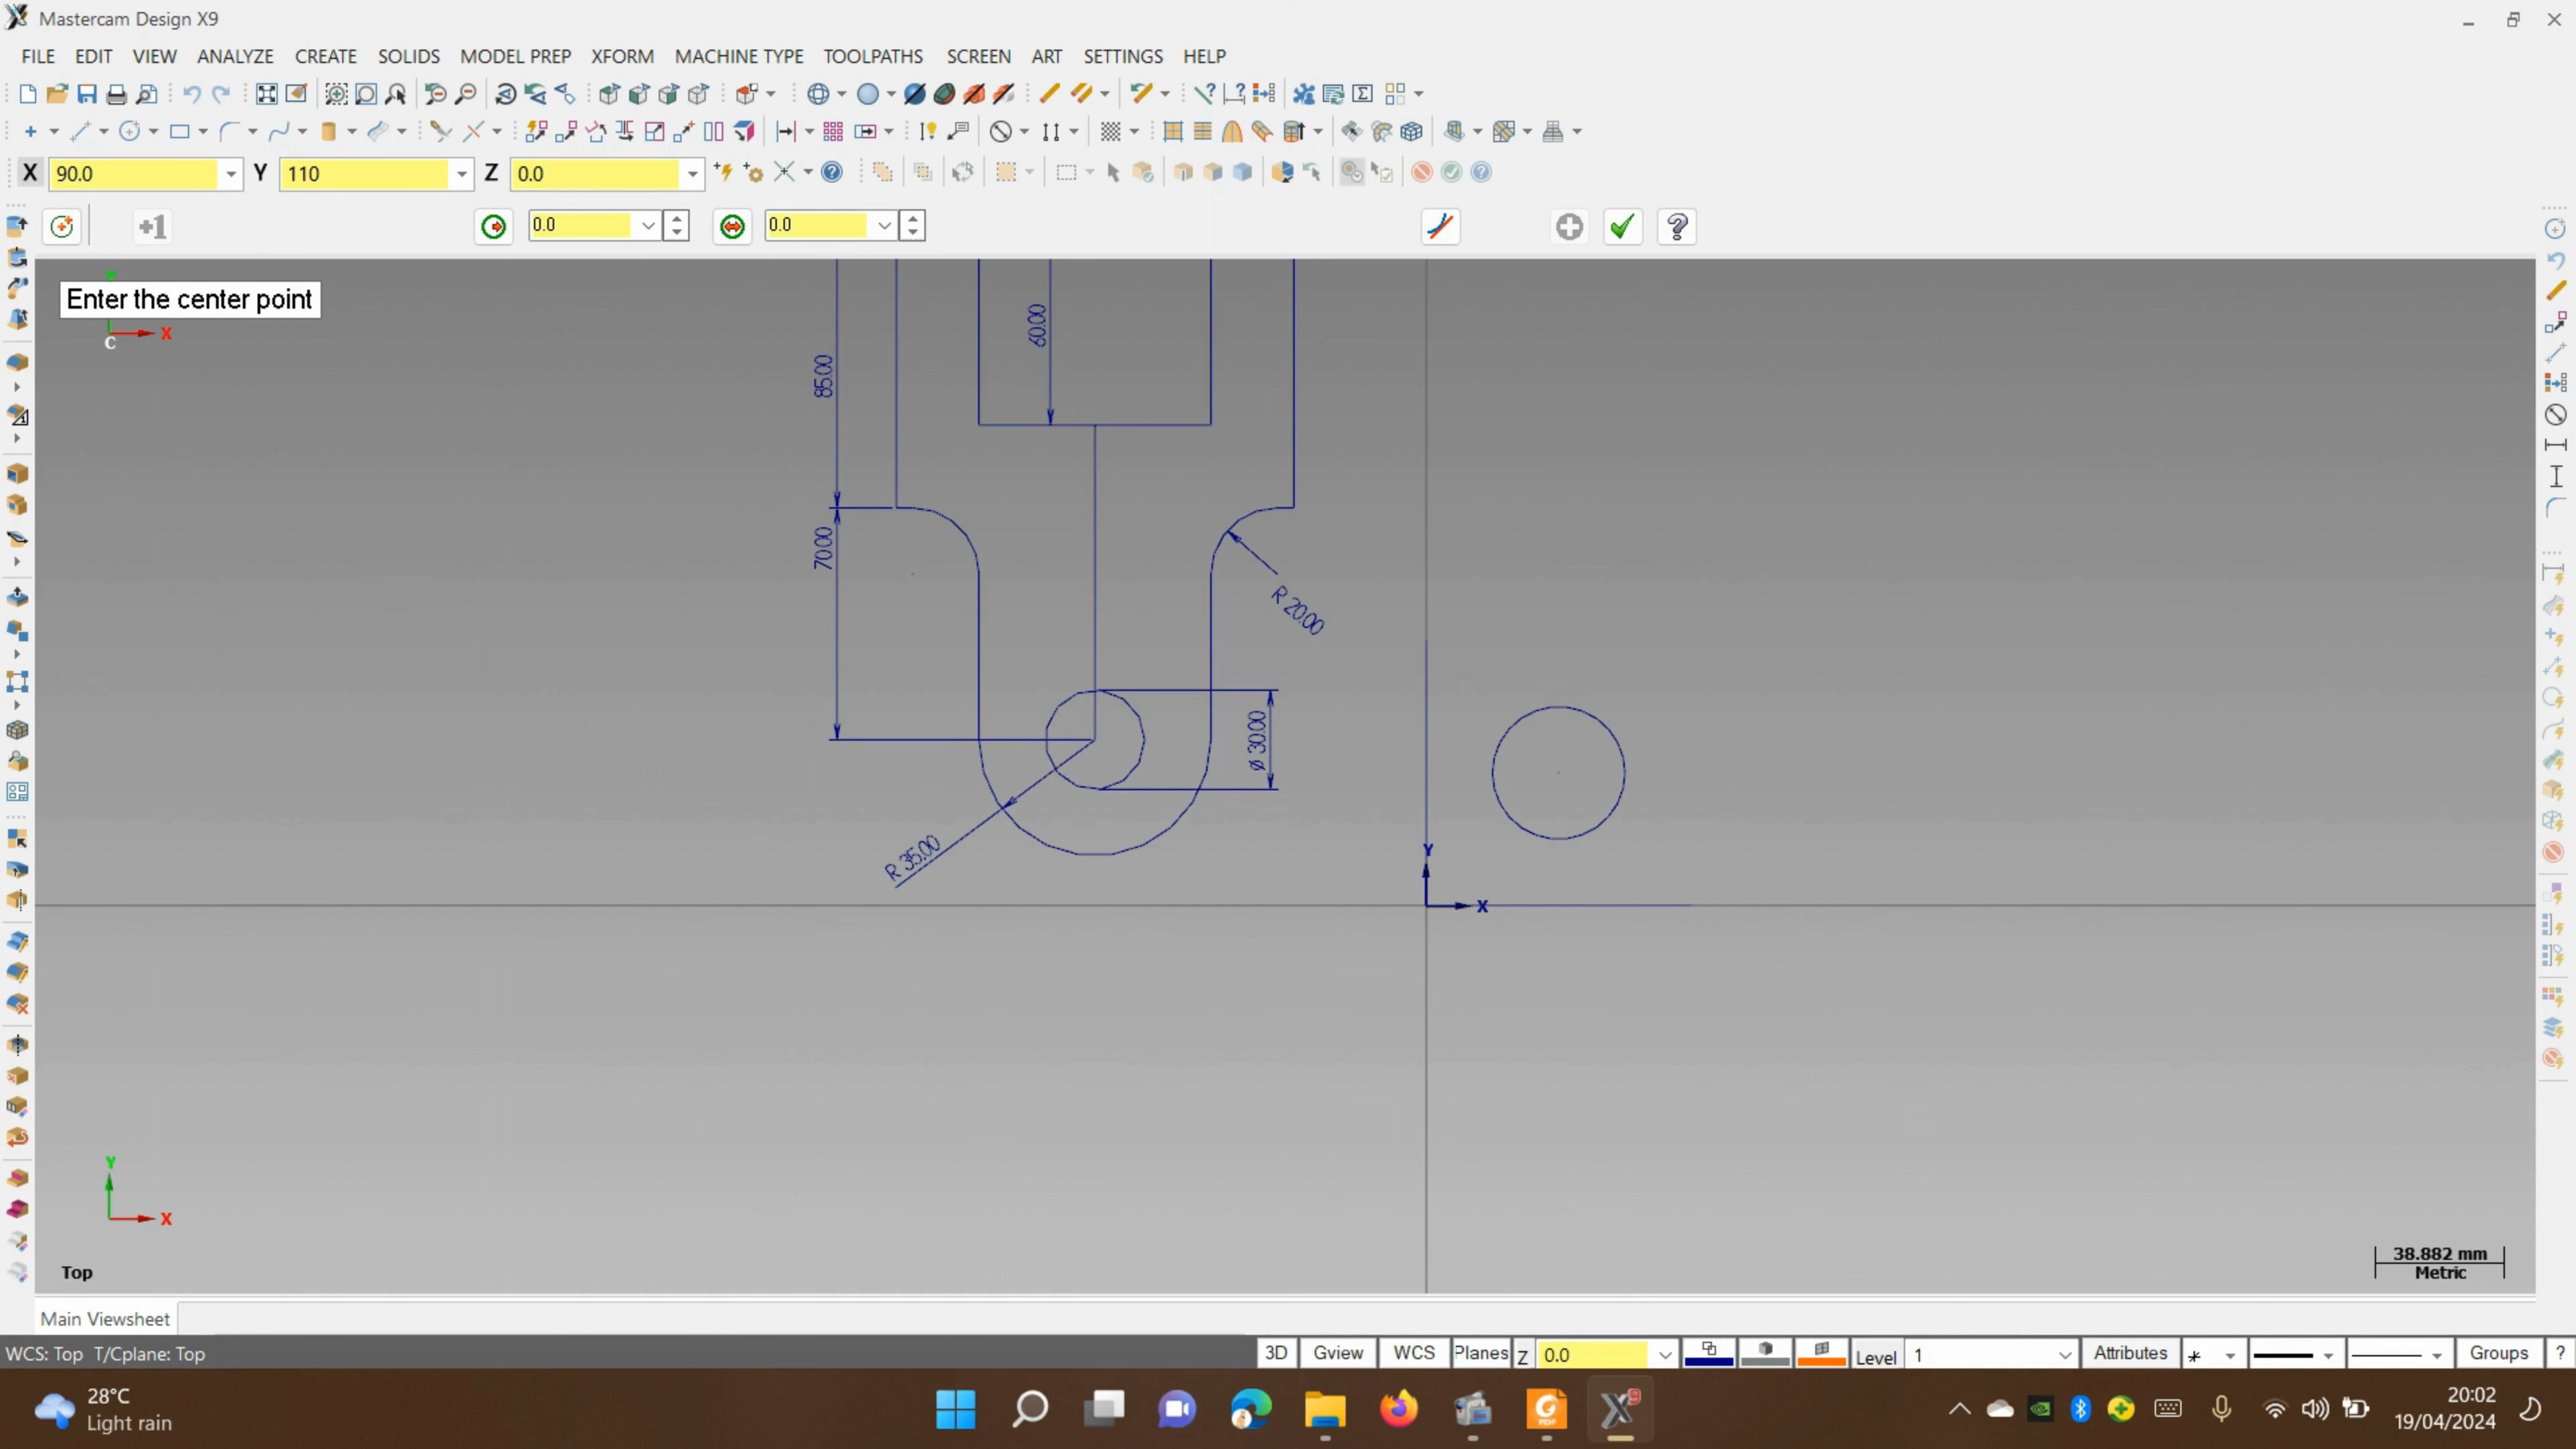 Mastercam Design X9
FILE EDIT VIEW ANALYZE CREATE SOLIDS MODEL PREP XFORM MACHINE TYPE TOOLPATHS SCREEN ART SETTINGS HELP
X 90.0 Y 110 Z 0.0
+1 0.0 0.0
Enter the center point
X
C
60.00
85.00
70.00
R 20.00
Ø 30.00
R 35.00
Y
X
Y
X
Top
38.882 mm
Metric
Main Viewsheet
WCS: Top T/Cplane: Top 3D Gview WCS Planes Z 0.0 Level 1 Attributes Groups ?
28°C
Light rain
20:02
19/04/2024